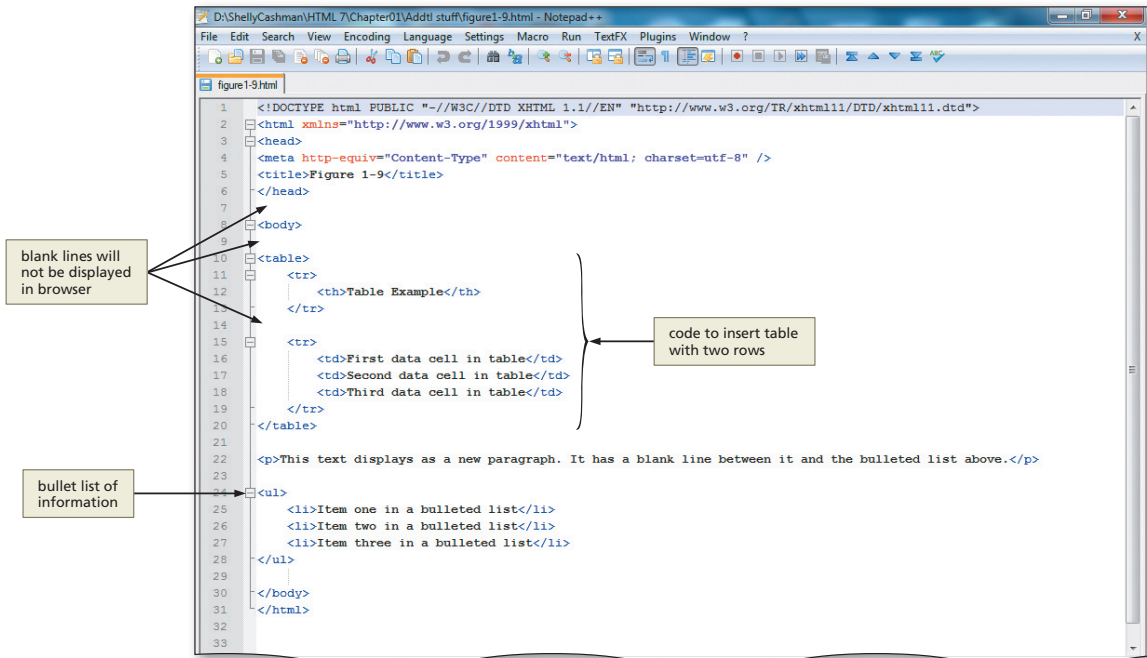 D:\ShellyCashman\HTML 7\Chapter01\Addtl stuff\figure1-9.html - Notepad++
File Edit Search View Encoding Language Settings Macro Run TextFX Plugins Window ? X
figure1-9.html
1 <!DOCTYPE html PUBLIC "-//W3C//DTD XHTML 1.1//EN" "http://www.w3.org/TR/xhtml11/DTD/xhtml11.dtd">
2 <html xmlns="http://www.w3.org/1999/xhtml">
3 <head>
4 <meta http-equiv="Content-Type" content="text/html; charset=utf-8" />
5 <title>Figure 1-9</title>
6 </head>
7
8 <body>
9
10 <table>
11 <tr>
12 <th>Table Example</th>
13 </tr>
14
15 <tr>
16 <td>First data cell in table</td>
17 <td>Second data cell in table</td>
18 <td>Third data cell in table</td>
19 </tr>
20 </table>
21
22 <p>This text displays as a new paragraph. It has a blank line between it and the bulleted list above.</p>
23
24 <ul>
25 <li>Item one in a bulleted list</li>
26 <li>Item two in a bulleted list</li>
27 <li>Item three in a bulleted list</li>
28 </ul>
29
30 </body>
31 </html>
32
33
blank lines will
not be displayed
in browser
code to insert table
with two rows
bullet list of
information